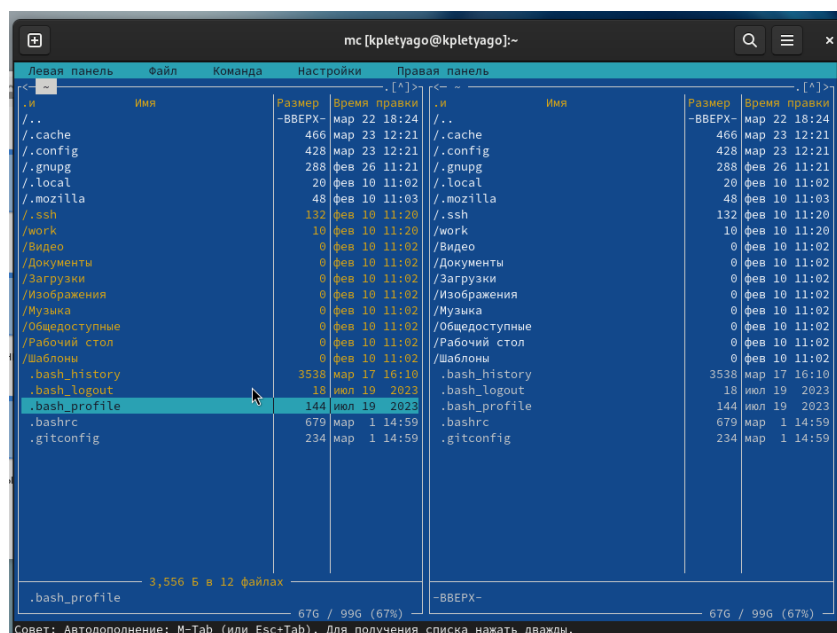 mc [kpletyago@kpletyago]:~
Левая панель Файл Команда Настройки Правая панель
<- ~ .[^]> <- ~ .[^]>
.и Имя Размер Время правки .и Имя Размер Время правки
/.. -ВВЕРХ- мар 22 18:24 /.. -ВВЕРХ- мар 22 18:24
/.cache 466 мар 23 12:21 /.cache 466 мар 23 12:21
/.config 428 мар 23 12:21 /.config 428 мар 23 12:21
/.gnupg 288 фев 26 11:21 /.gnupg 288 фев 26 11:21
/.local 20 фев 10 11:02 /.local 20 фев 10 11:02
/.mozilla 48 фев 10 11:03 /.mozilla 48 фев 10 11:03
/.ssh 132 фев 10 11:20 /.ssh 132 фев 10 11:20
/work 10 фев 10 11:20 /work 10 фев 10 11:20
/Видео 0 фев 10 11:02 /Видео 0 фев 10 11:02
/Документы 0 фев 10 11:02 /Документы 0 фев 10 11:02
/Загрузки 0 фев 10 11:02 /Загрузки 0 фев 10 11:02
/Изображения 0 фев 10 11:02 /Изображения 0 фев 10 11:02
/Музыка 0 фев 10 11:02 /Музыка 0 фев 10 11:02
/Общедоступные 0 фев 10 11:02 /Общедоступные 0 фев 10 11:02
/Рабочий стол 0 фев 10 11:02 /Рабочий стол 0 фев 10 11:02
/Шаблоны 0 фев 10 11:02 /Шаблоны 0 фев 10 11:02
.bash_history 3538 мар 17 16:10 .bash_history 3538 мар 17 16:10
.bash_logout 18 июл 19 2023 .bash_logout 18 июл 19 2023
.bash_profile 144 июл 19 2023 .bash_profile 144 июл 19 2023
.bashrc 679 мар 1 14:59 .bashrc 679 мар 1 14:59
.gitconfig 234 мар 1 14:59 .gitconfig 234 мар 1 14:59
3,556 Б в 12 файлах
.bash_profile -ВВЕРХ-
67G / 99G (67%) 67G / 99G (67%)
Совет: Автодополнение: M-Tab (или Esc+Tab). Для получения списка нажать дважды.